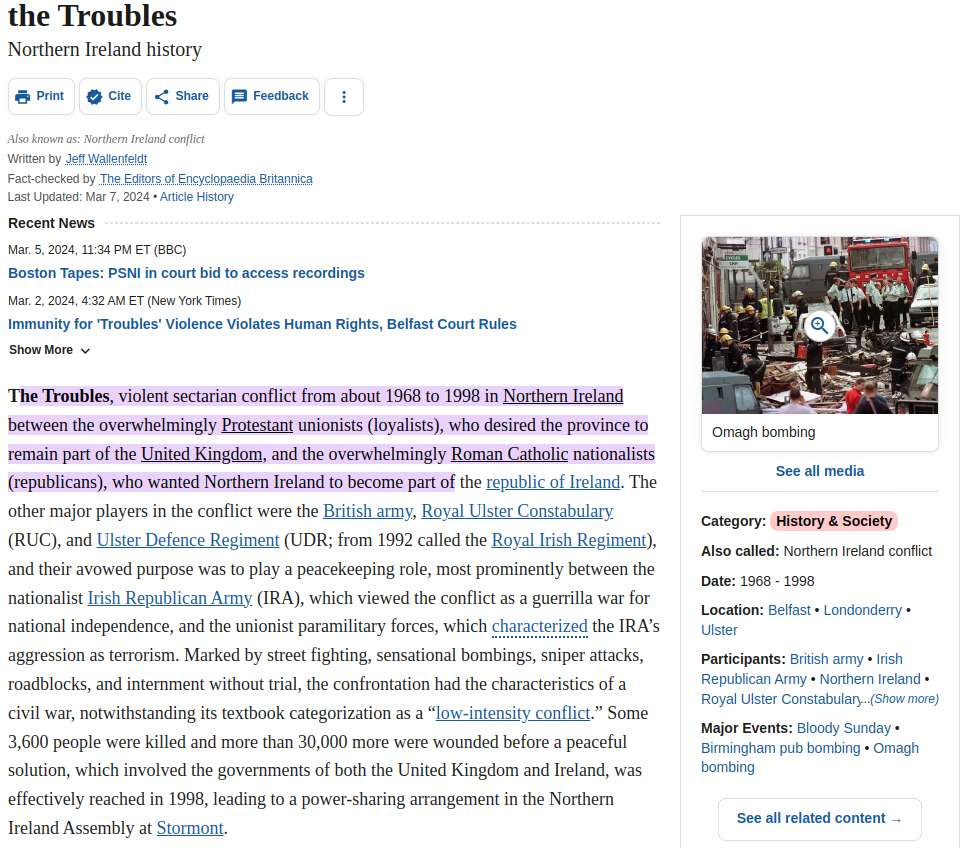 the Troubles
Northern Ireland history
Print
Cite
Share
Feedback
Also known as: Northern Ireland conflict
Written by Jeff Wallenfeldt
Fact-checked by The Editors of Encyclopaedia Britannica
Last Updated: Mar 7, 2024 • Article History
Recent News
Mar. 5, 2024, 11:34 PM ET (BBC)
Boston Tapes: PSNI in court bid to access recordings
Mar. 2, 2024, 4:32 AM ET (New York Times)
Immunity for 'Troubles' Violence Violates Human Rights, Belfast Court Rules
Show More
The Troubles, violent sectarian conflict from about 1968 to 1998 in Northern Ireland
between the overwhelmingly Protestant unionists (loyalists), who desired the province to
remain part of the United Kingdom, and the overwhelmingly Roman Catholic nationalists
(republicans), who wanted Northern Ireland to become part of the republic of Ireland. The
other major players in the conflict were the British army, Royal Ulster Constabulary
(RUC), and Ulster Defence Regiment (UDR; from 1992 called the Royal Irish Regiment),
and their avowed purpose was to play a peacekeeping role, most prominently between the
nationalist Irish Republican Army (IRA), which viewed the conflict as a guerrilla war for
national independence, and the unionist paramilitary forces, which characterized the IRA’s
aggression as terrorism. Marked by street fighting, sensational bombings, sniper attacks,
roadblocks, and internment without trial, the confrontation had the characteristics of a
civil war, notwithstanding its textbook categorization as a “low-intensity conflict.” Some
3,600 people were killed and more than 30,000 more were wounded before a peaceful
solution, which involved the governments of both the United Kingdom and Ireland, was
effectively reached in 1998, leading to a power-sharing arrangement in the Northern
Ireland Assembly at Stormont.
Omagh bombing
See all media
Category: History & Society
Also called: Northern Ireland conflict
Date: 1968 - 1998
Location: Belfast • Londonderry •
Ulster
Participants: British army • Irish
Republican Army • Northern Ireland •
Royal Ulster Constabulary...(Show more)
Major Events: Bloody Sunday •
Birmingham pub bombing • Omagh
bombing
See all related content →